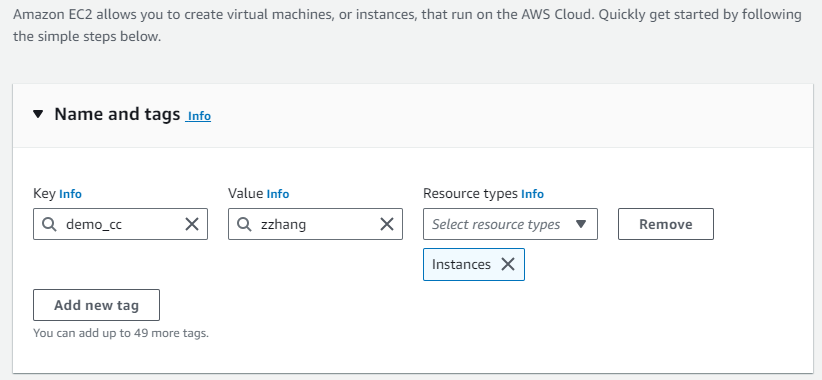 Amazon EC2 allows you to create virtual machines, or instances, that run on the AWS Cloud. Quickly get started by following
the simple steps below.
Name and tags Info
Key Info Value Info Resource types Info
demo_cc zzhang Select resource types Remove
Instances
Add new tag
You can add up to 49 more tags.